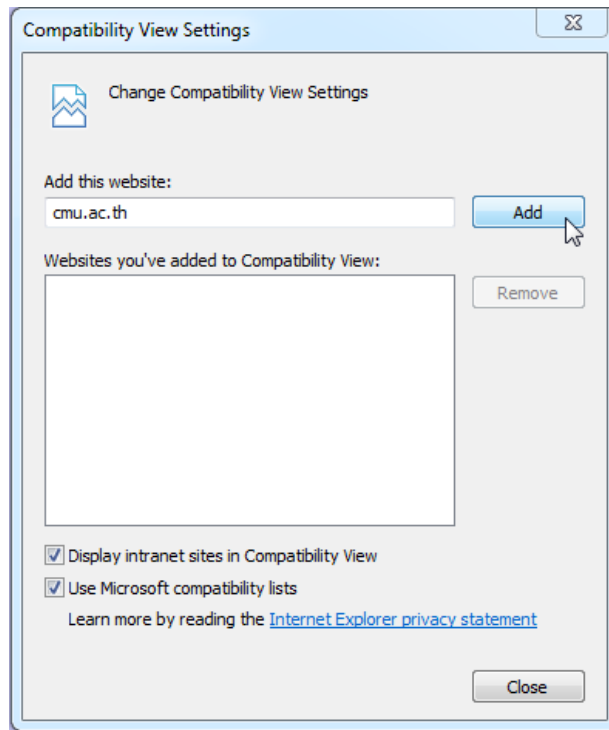 Compatibility View Settings
Change Compatibility View Settings
Add this website:
cmu.ac.th
Add
Websites you've added to Compatibility View:
Remove
Display intranet sites in Compatibility View
Use Microsoft compatibility lists
Learn more by reading the Internet Explorer privacy statement
Close